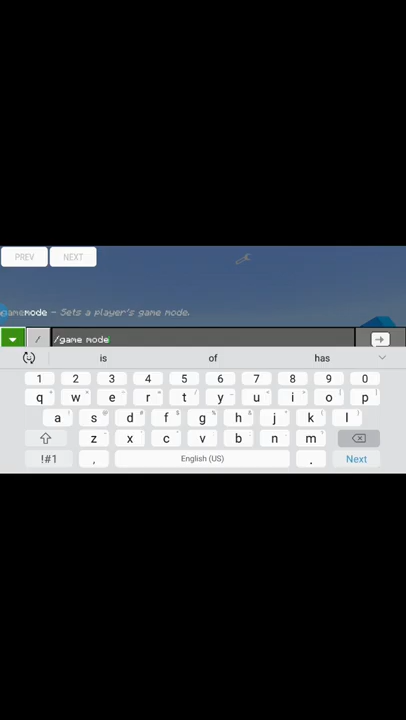 PREV NEXT
gamemode - Sets a player's game mode.
/ /game mode
is of has
1 2 3 4 5 6 7 8 9 0
q w e r t y u i o p
a s d f g h j k l
z x c v b n m
!#1 , English (US) . Next